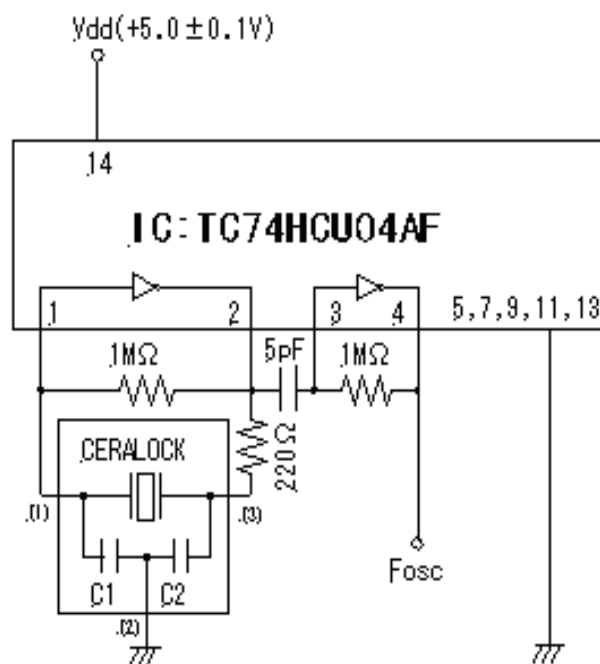 Vdd(+5.0±0.1V)
14
IC:TC74HCU04AF
1
2
3
4
5,7,9,11,13
1MΩ
5pF
1MΩ
220Ω
CERALOCK
(1)
(3)
C1
C2
(2)
Fosc